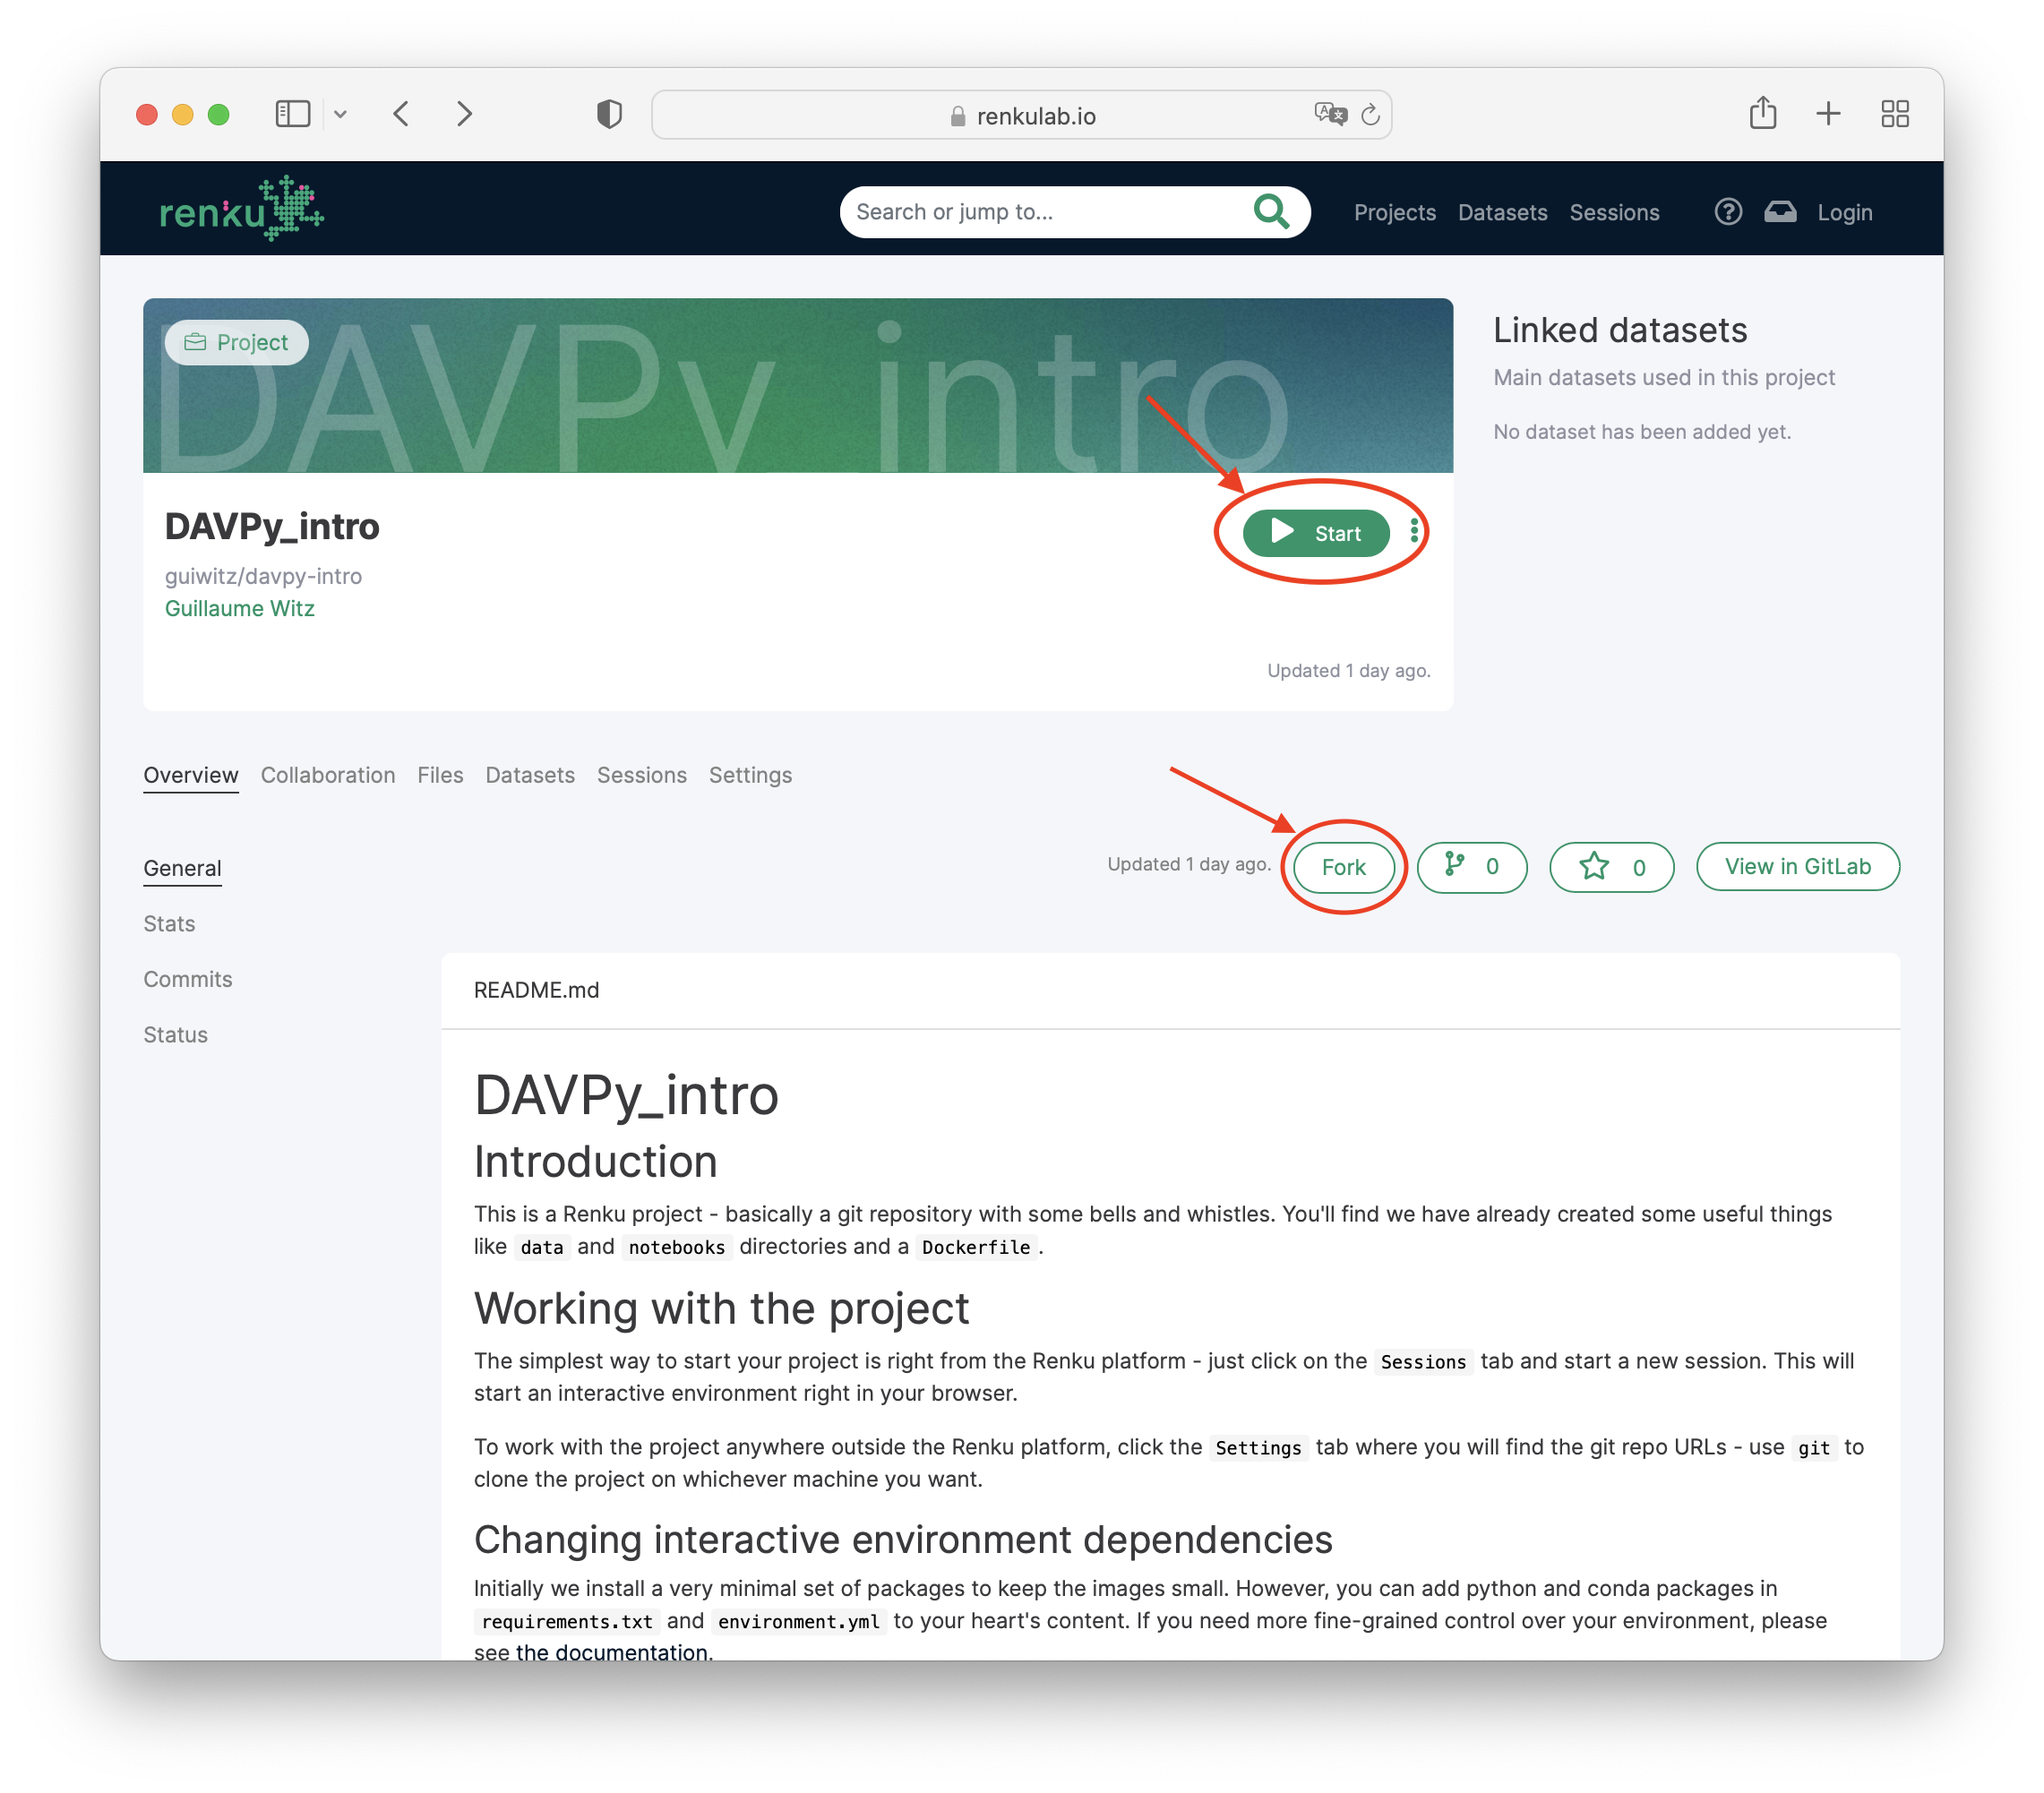 renkulab.io
renku
Search or jump to...
Projects Datasets Sessions
Login
DAVPy_intro
Project
Linked datasets
Main datasets used in this project
No dataset has been added yet.
DAVPy_intro
Start
guiwitz/davpy-intro
Guillaume Witz
Updated 1 day ago.
Overview Collaboration Files Datasets Sessions Settings
Updated 1 day ago. Fork 0 0 View in GitLab
General
Stats
Commits
Status
README.md
DAVPy_intro
Introduction
This is a Renku project - basically a git repository with some bells and whistles. You'll find we have already created some useful things
like data and notebooks directories and a Dockerfile.
Working with the project
The simplest way to start your project is right from the Renku platform - just click on the Sessions tab and start a new session. This will
start an interactive environment right in your browser.
To work with the project anywhere outside the Renku platform, click the Settings tab where you will find the git repo URLs - use git to
clone the project on whichever machine you want.
Changing interactive environment dependencies
Initially we install a very minimal set of packages to keep the images small. However, you can add python and conda packages in
requirements.txt and environment.yml to your heart's content. If you need more fine-grained control over your environment, please
see the documentation.